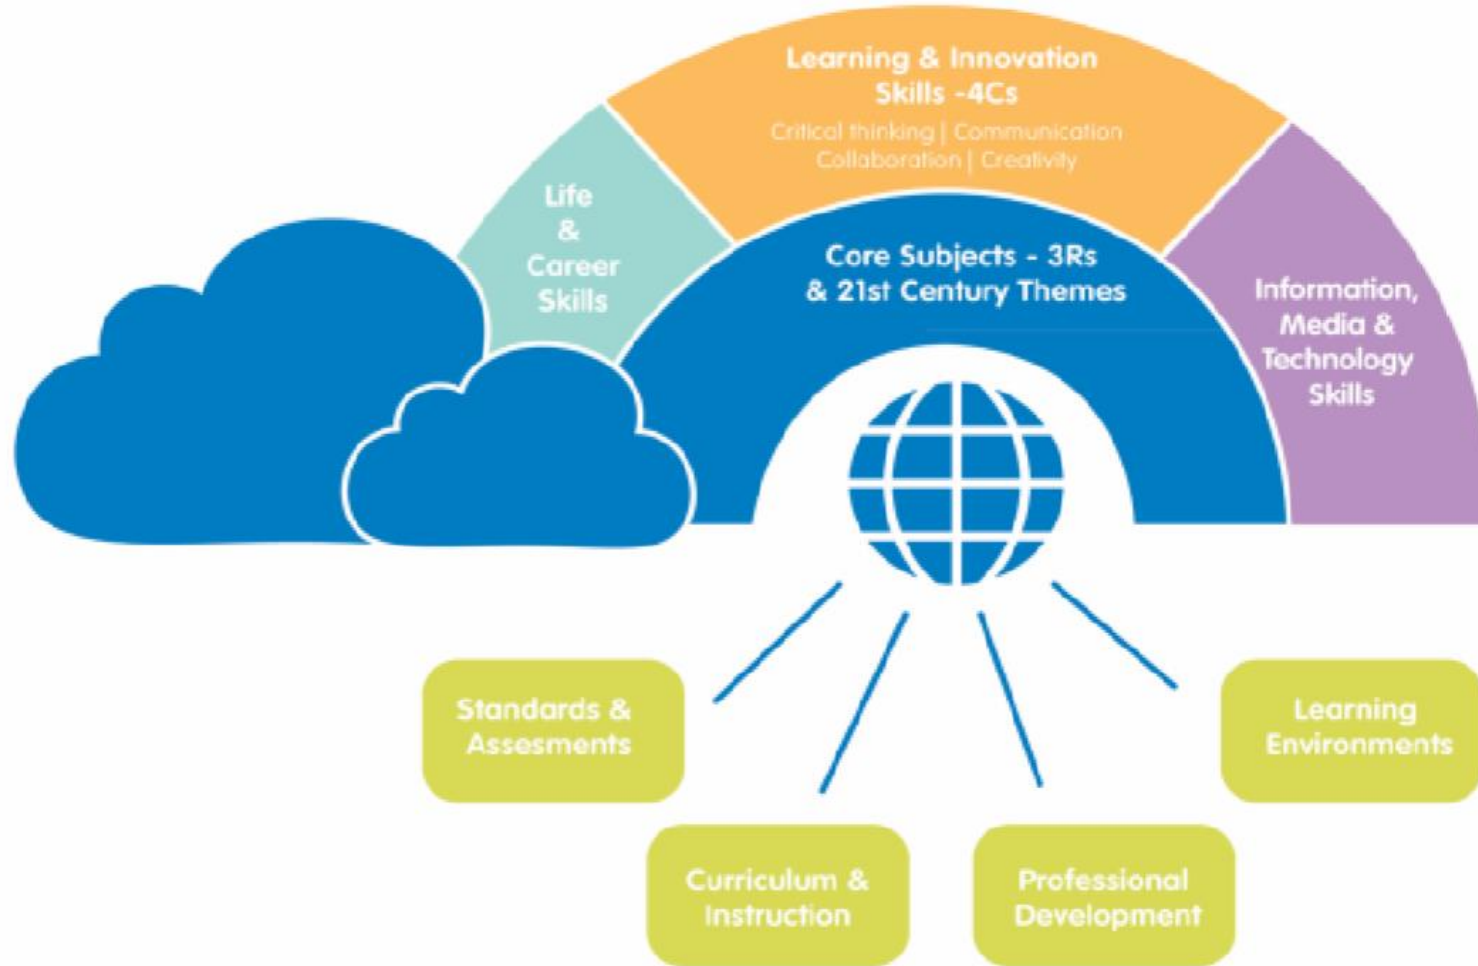 Learning & Innovation
Skills -4Cs
Critical thinking | Communication
Collaboration | Creativity
Life
&
Career
Skills
Core Subjects - 3Rs
& 21st Century Themes
Information,
Media &
Technology
Skills
Standards &
Assesments
Learning
Environments
Curriculum &
Instruction
Professional
Development